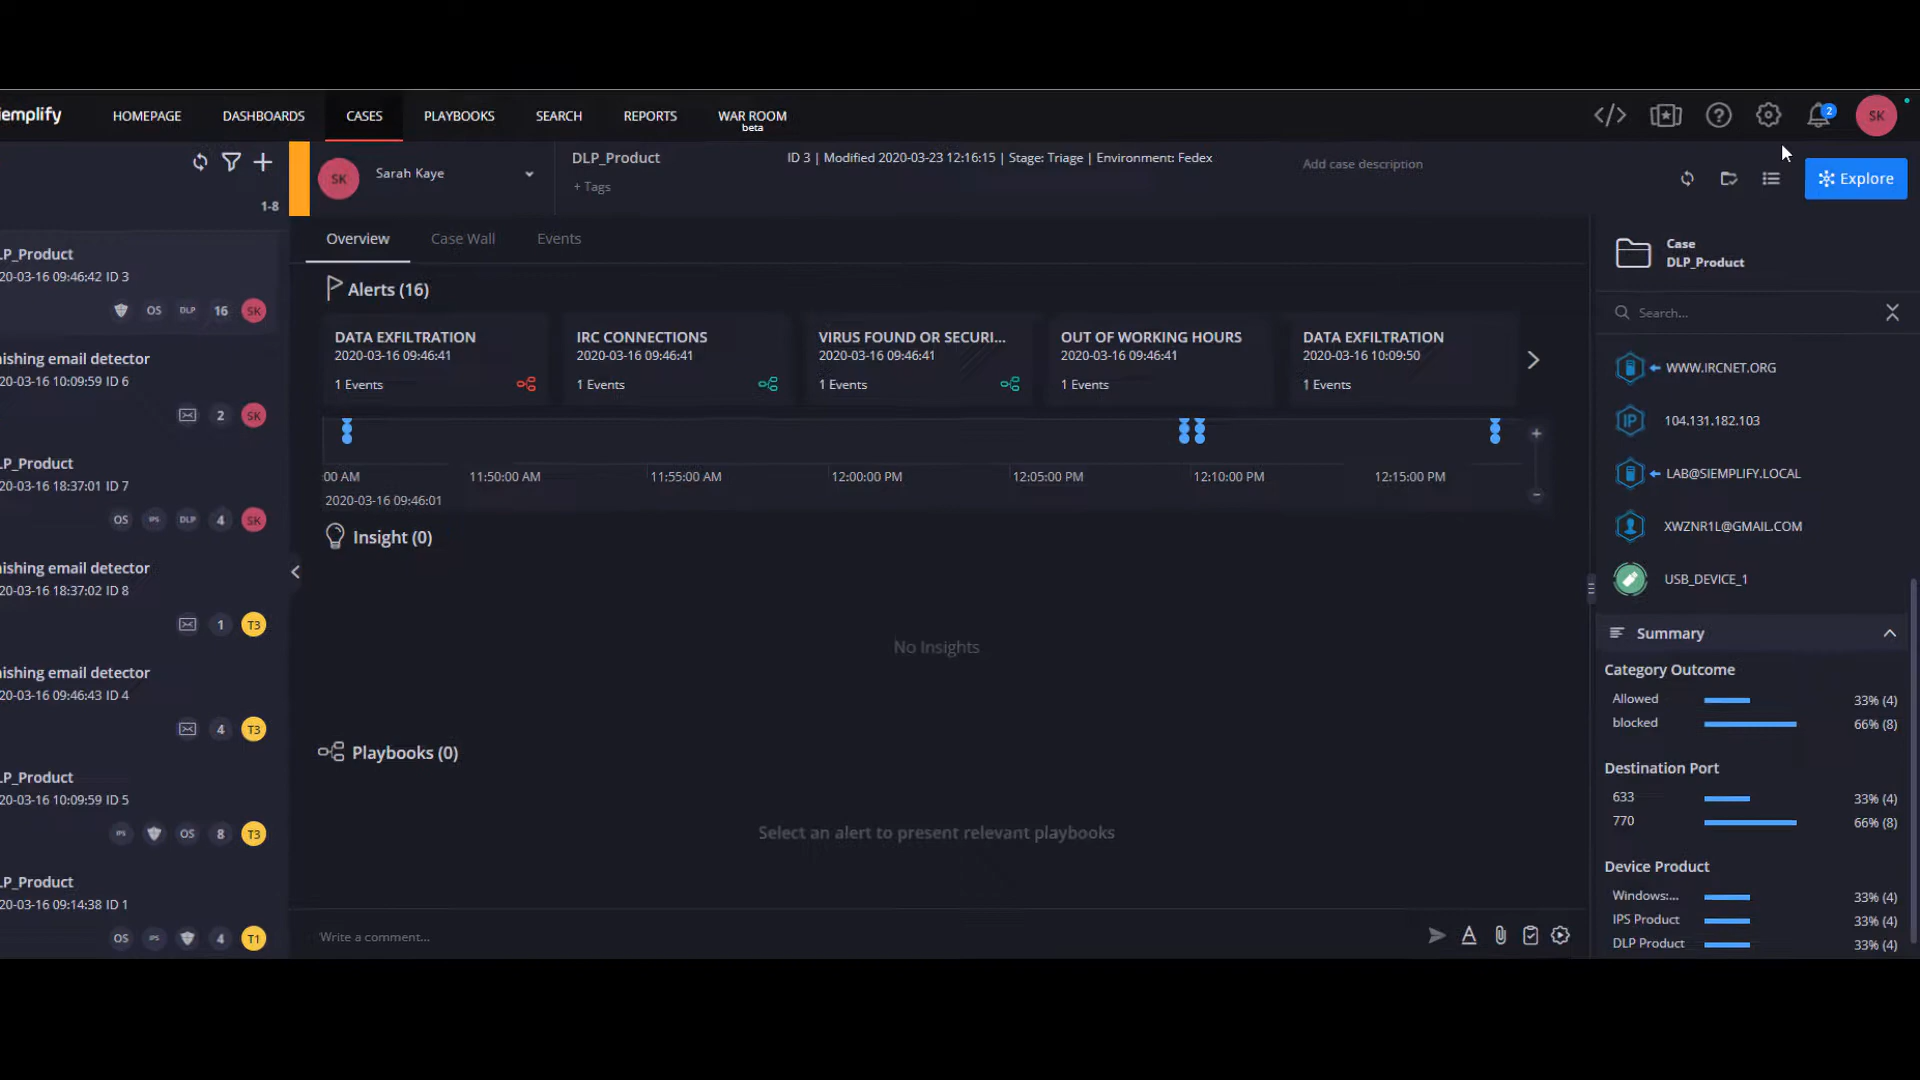 iemplify
HOMEPAGE
DASHBOARDS
CASES
PLAYBOOKS
SEARCH
REPORTS
WAR ROOM
beta
</>
?
2
SK
1-8
SK
Sarah Kaye
DLP_Product
+ Tags
ID 3 | Modified 2020-03-23 12:16:15 | Stage: Triage | Environment: Fedex
Add case description
Explore
LP_Product
20-03-16 09:46:42 ID 3
OS DLP 16 SK
hishing email detector
20-03-16 10:09:59 ID 6
2 SK
LP_Product
20-03-16 18:37:01 ID 7
OS IPS DLP 4 SK
hishing email detector
20-03-16 18:37:02 ID 8
1 T3
hishing email detector
20-03-16 09:46:43 ID 4
4 T3
LP_Product
20-03-16 10:09:59 ID 5
IPS OS 8 T3
LP_Product
20-03-16 09:14:38 ID 1
OS IPS 4 T1
Overview
Case Wall
Events
Alerts (16)
DATA EXFILTRATION
2020-03-16 09:46:41
1 Events
IRC CONNECTIONS
2020-03-16 09:46:41
1 Events
VIRUS FOUND OR SECURI...
2020-03-16 09:46:41
1 Events
OUT OF WORKING HOURS
2020-03-16 09:46:41
1 Events
DATA EXFILTRATION
2020-03-16 10:09:50
1 Events
:00 AM
11:50:00 AM
11:55:00 AM
12:00:00 PM
12:05:00 PM
12:10:00 PM
12:15:00 PM
2020-03-16 09:46:01
Insight (0)
No Insights
Playbooks (0)
Select an alert to present relevant playbooks
Write a comment...
A
Case
DLP_Product
Search...
WWW.IRCNET.ORG
IP 104.131.182.103
LAB@SIEMPLIFY.LOCAL
XWZNR1L@GMAIL.COM
USB_DEVICE_1
Summary
Category Outcome
Allowed 33% (4)
blocked 66% (8)
Destination Port
633 33% (4)
770 66% (8)
Device Product
Windows:... 33% (4)
IPS Product 33% (4)
DLP Product 33% (4)